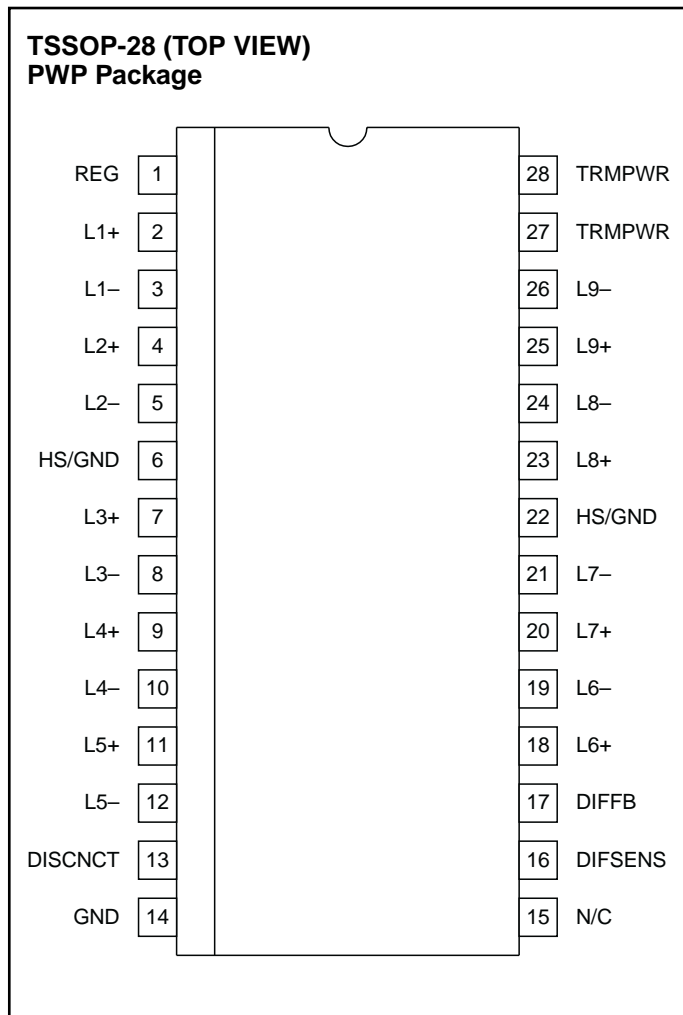 TSSOP-28 (TOP VIEW)
PWP Package
REG 1 28 TRMPWR
L1+ 2 27 TRMPWR
L1– 3 26 L9–
L2+ 4 25 L9+
L2– 5 24 L8–
HS/GND 6 23 L8+
L3+ 7 22 HS/GND
L3– 8 21 L7–
L4+ 9 20 L7+
L4– 10 19 L6–
L5+ 11 18 L6+
L5– 12 17 DIFFB
DISCNCT 13 16 DIFSENS
GND 14 15 N/C